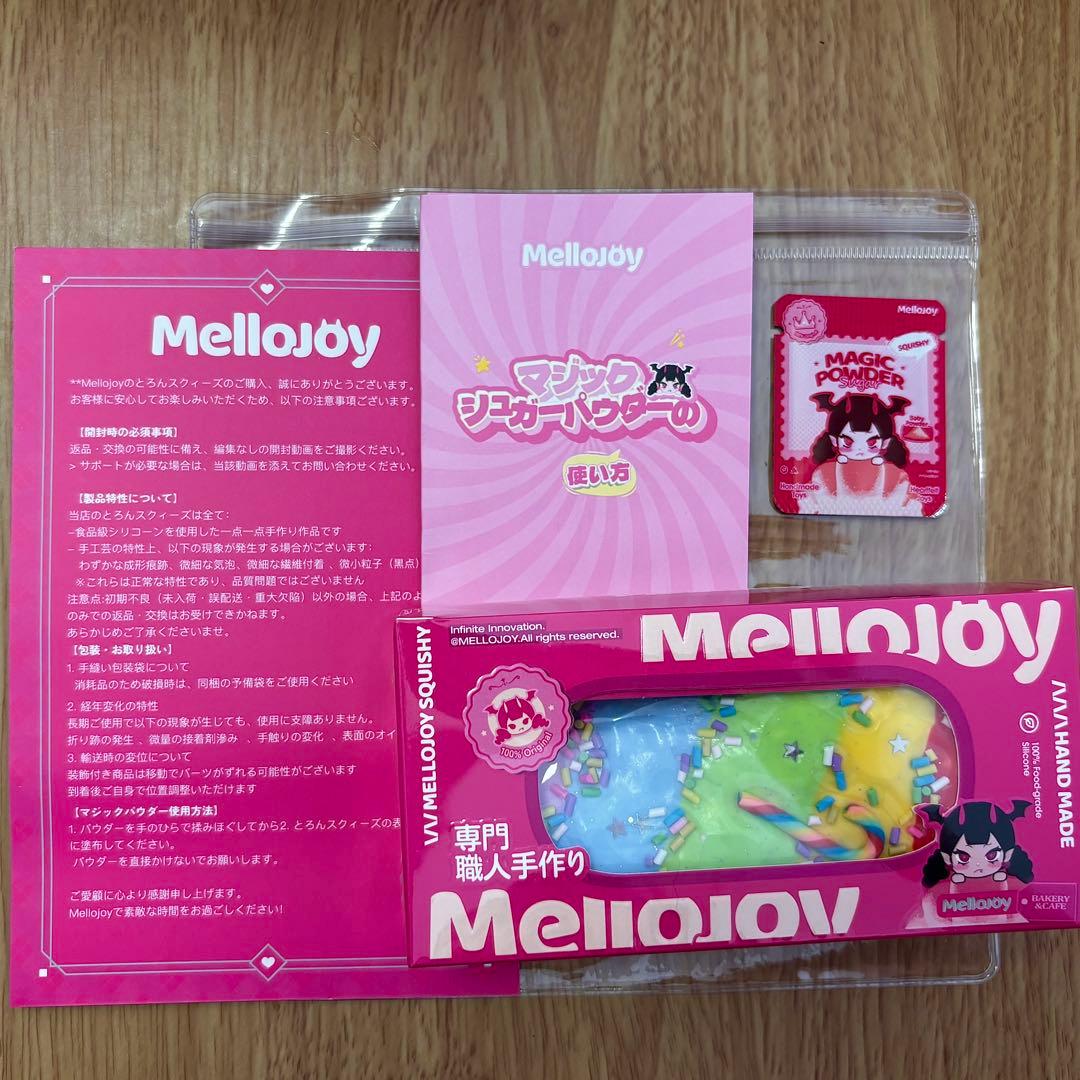 Mellojoy
**Mellojoyのとろんスクィーズのご購入、誠にありがとうございます。
お客様に安心してお楽しみいただくため、以下の注意事項ございます。
【開封時の必須事項】
返品・交換の可能性に備え、編集なしの開封動画をご撮影ください。
> サポートが必要な場合は、当該動画を添えてお問い合わせください。
【製品特性について】
当店のとろんスクィーズは全て：
–食品級シリコーンを使用した一点一点手作り作品です
– 手工芸の特性上、以下の現象が発生する場合がございます：
わずかな成形痕跡、微細な気泡、微細な繊維付着 、微小粒子（黒点）
※これらは正常な特性であり、品質問題ではございません
注意点:初期不良（未入荷・誤配送・重大欠陥）以外の場合、上記のよ
のみでの返品・交換はお受けできかねます。
あらかじめご了承くださいませ。
【包装・お取り扱い】
1. 手縫い包装袋について
消耗品のため破損時は、同梱の予備袋をご使用ください
2. 経年変化の特性
長期ご使用で以下の現象が生じても、使用に支障ありません。
折り跡の発生 、微量の接着剤滲み 、手触りの変化 、表面のオイ
3. 輸送時の変位について
装飾付き商品は移動でパーツがずれる可能性がございます
到着後ご自身で位置調整いただけます
【マジックパウダー使用方法】
1. パウダーを手のひらで揉みほぐしてから2. とろんスクィーズの表
に塗布してください。
パウダーを直接かけないでお願いします。
ご愛顧に心より感謝申し上げます。
Mellojoyで素敵な時間をお過ごしください!
Mellojoy
マジック
シュガーパウダーの
使い方
Mellojoy
SQUISHY
MAGIC
POWDER
Sugar
Baby
Powder
Handmade
Toys
Heartfelt
Joys
Infinite Innovation.
@MELLOJOY.All rights reserved.
Mellojoy
MELLOJOY SQUISHY
100% Original
HAND MADE
100% Food-grade
Silicone
専門
職人手作り
Mellojoy
Mellojoy
BAKERY
&CAFE